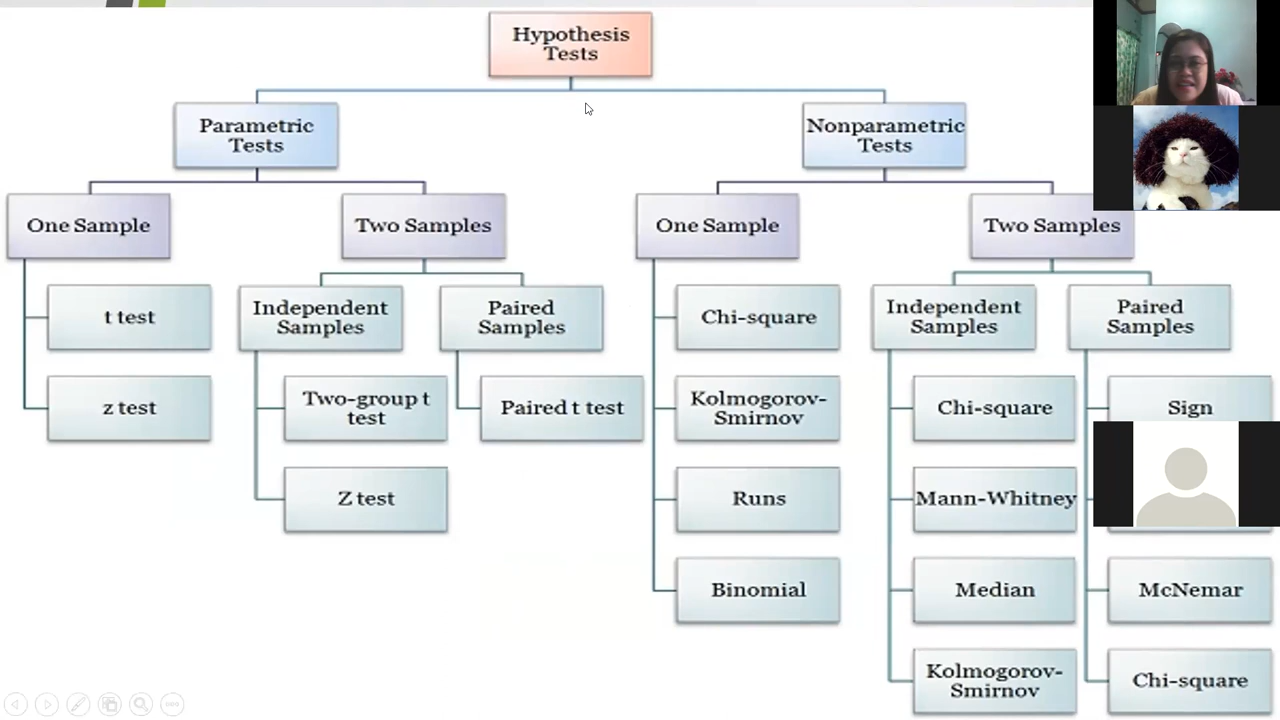 Hypothesis
Tests
Parametric
Tests
Nonparametric
Tests
One Sample
Two Samples
One Sample
Two Samples
t test
Independent
Samples
Paired
Samples
Chi-square
Independent
Samples
Paired
Samples
z test
Two-group t
test
Paired t test
Kolmogorov-
Smirnov
Chi-square
Sign
Z test
Runs
Mann-Whitney
Binomial
Median
McNemar
Kolmogorov-
Smirnov
Chi-square